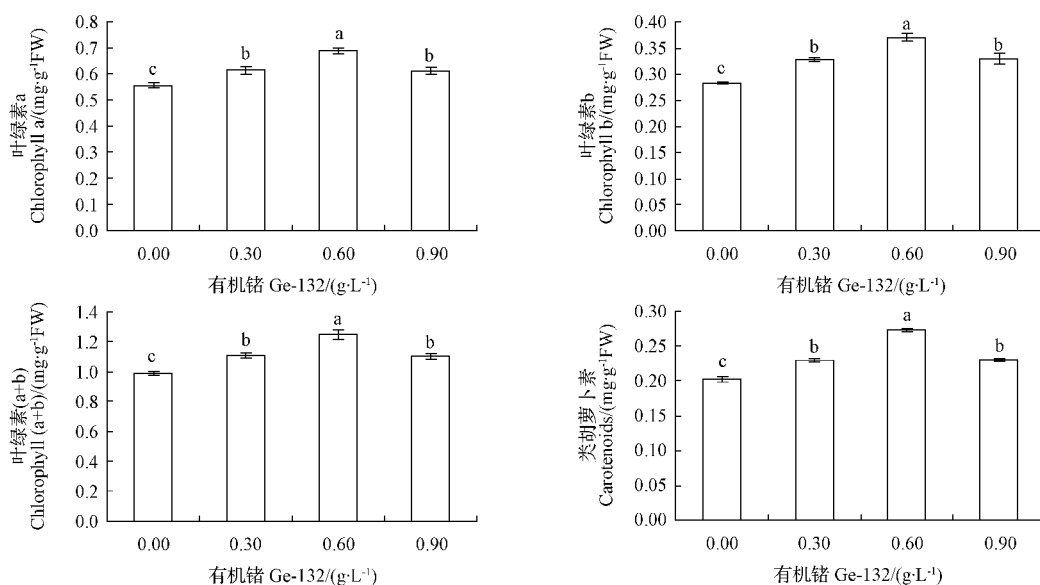 叶绿素a
Chlorophyll a/(mg·g⁻¹FW)
0.8
0.7
0.6
0.5
0.4
0.3
0.2
0.1
0.0
c
b
a
b
0.00 0.30 0.60 0.90
有机锗 Ge-132/(g·L⁻¹)
叶绿素b
Chlorophyll b/(mg·g⁻¹FW)
0.40
0.35
0.30
0.25
0.20
0.15
0.10
0.05
0.00
c
b
a
b
0.00 0.30 0.60 0.90
有机锗 Ge-132/(g·L⁻¹)
叶绿素(a+b)
Chlorophyll (a+b)/(mg·g⁻¹FW)
1.4
1.2
1.0
0.8
0.6
0.4
0.2
0.0
c
b
a
b
0.00 0.30 0.60 0.90
有机锗 Ge-132/(g·L⁻¹)
类胡萝卜素
Carotenoids/(mg·g⁻¹FW)
0.30
0.25
0.20
0.15
0.10
0.05
0.00
c
b
a
b
0.00 0.30 0.60 0.90
有机锗 Ge-132/(g·L⁻¹)